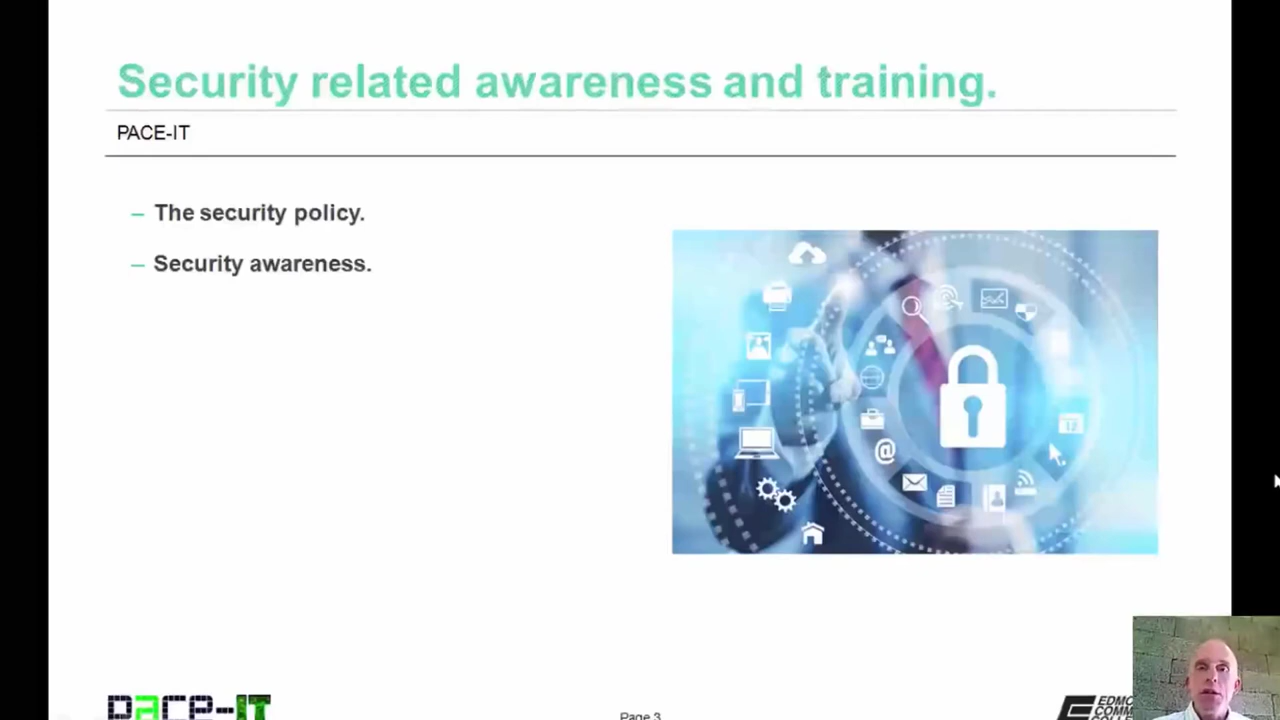 Security related awareness and training.
PACE-IT
– The security policy.
– Security awareness.
@
PACE-IT
Page 3